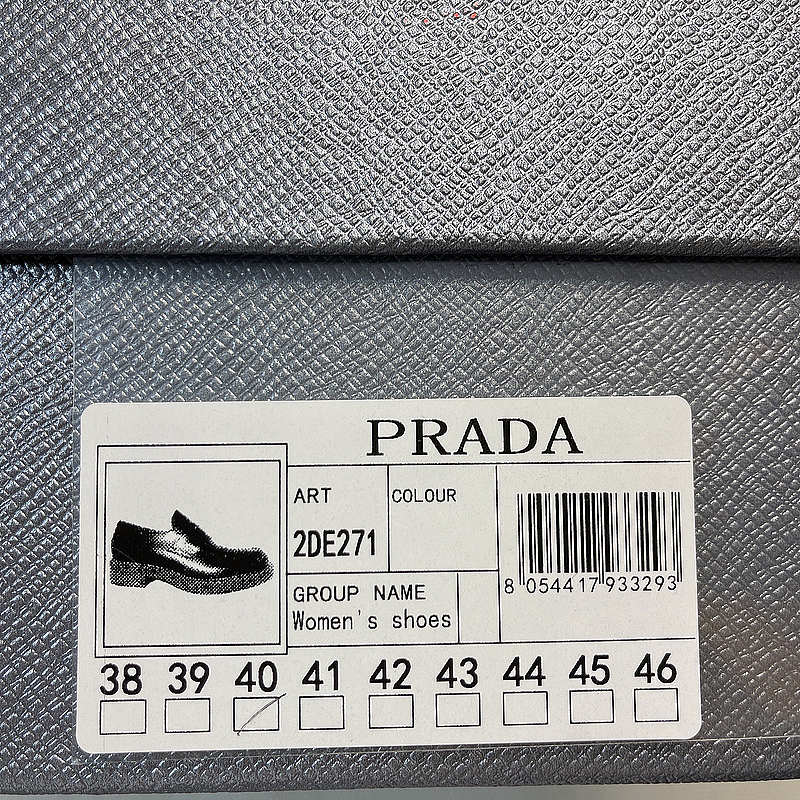 PRADA
ART
COLOUR
2DE271
GROUP NAME
Women's shoes
8 054417 933293
38 39 40 41 42 43 44 45 46